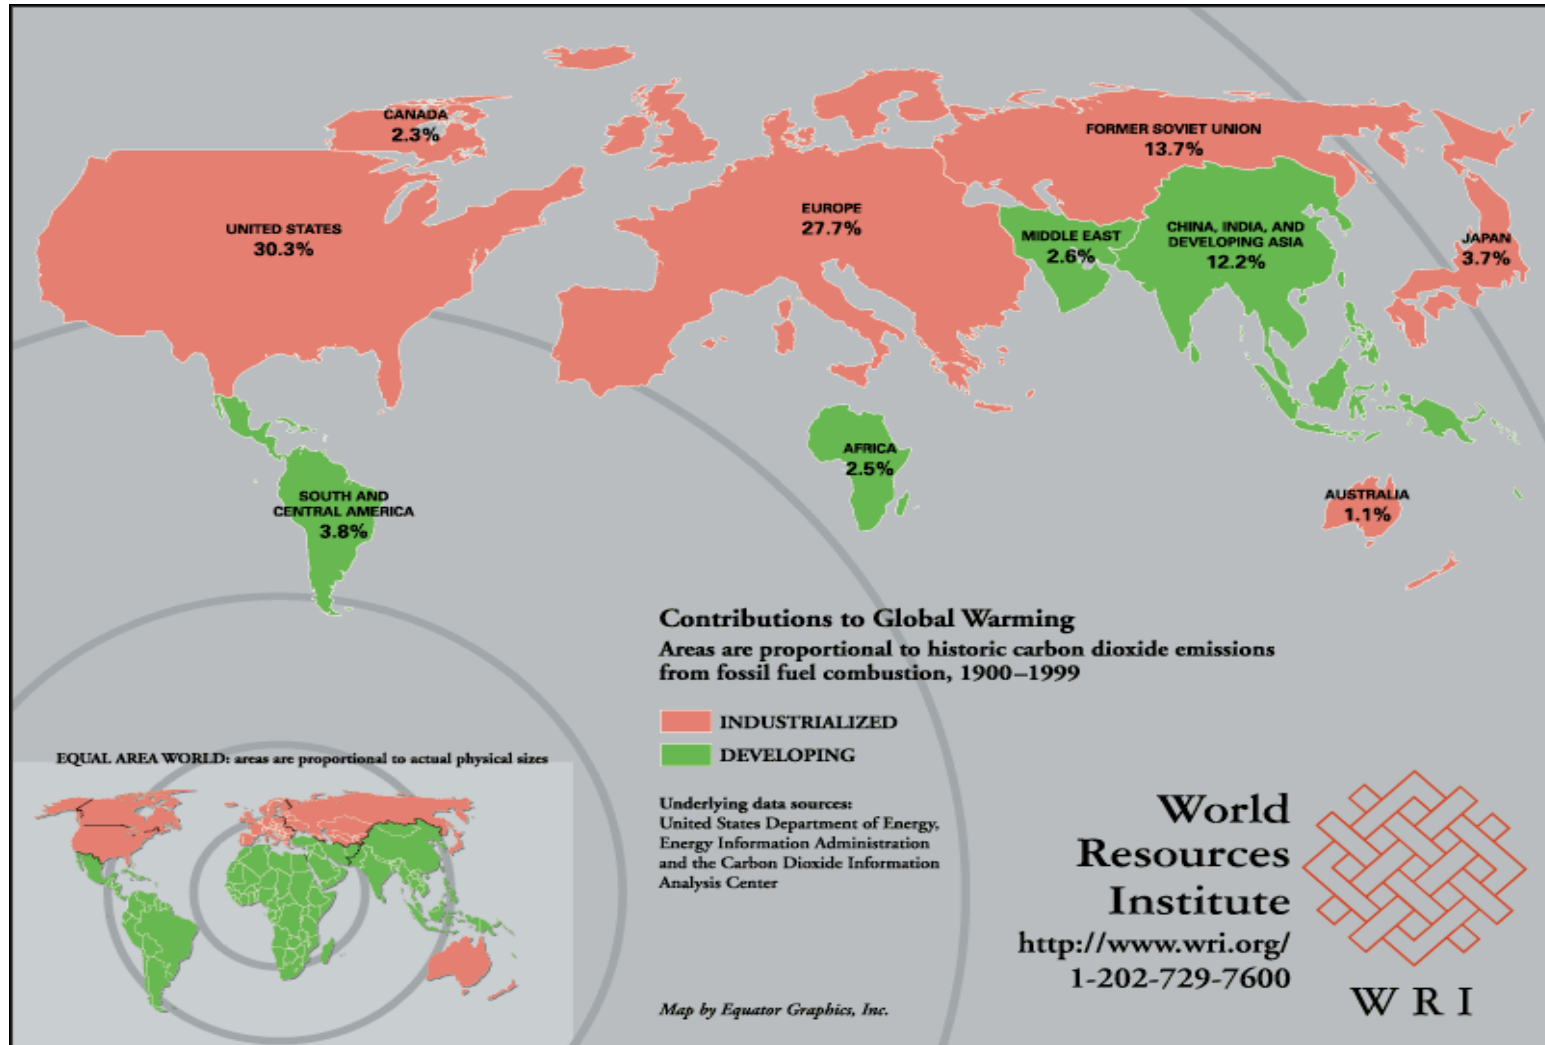 CANADA
2.3%
FORMER SOVIET UNION
13.7%
UNITED STATES
30.3%
EUROPE
27.7%
MIDDLE EAST
2.6%
CHINA, INDIA, AND
DEVELOPING ASIA
12.2%
JAPAN
3.7%
AFRICA
2.5%
SOUTH AND
CENTRAL AMERICA
3.8%
AUSTRALIA
1.1%
Contributions to Global Warming
Areas are proportional to historic carbon dioxide emissions
from fossil fuel combustion, 1900–1999
INDUSTRIALIZED
DEVELOPING
EQUAL AREA WORLD: areas are proportional to actual physical sizes
Underlying data sources:
United States Department of Energy,
Energy Information Administration
and the Carbon Dioxide Information
Analysis Center
Map by Equator Graphics, Inc.
World
Resources
Institute
http://www.wri.org/
1-202-729-7600
WRI